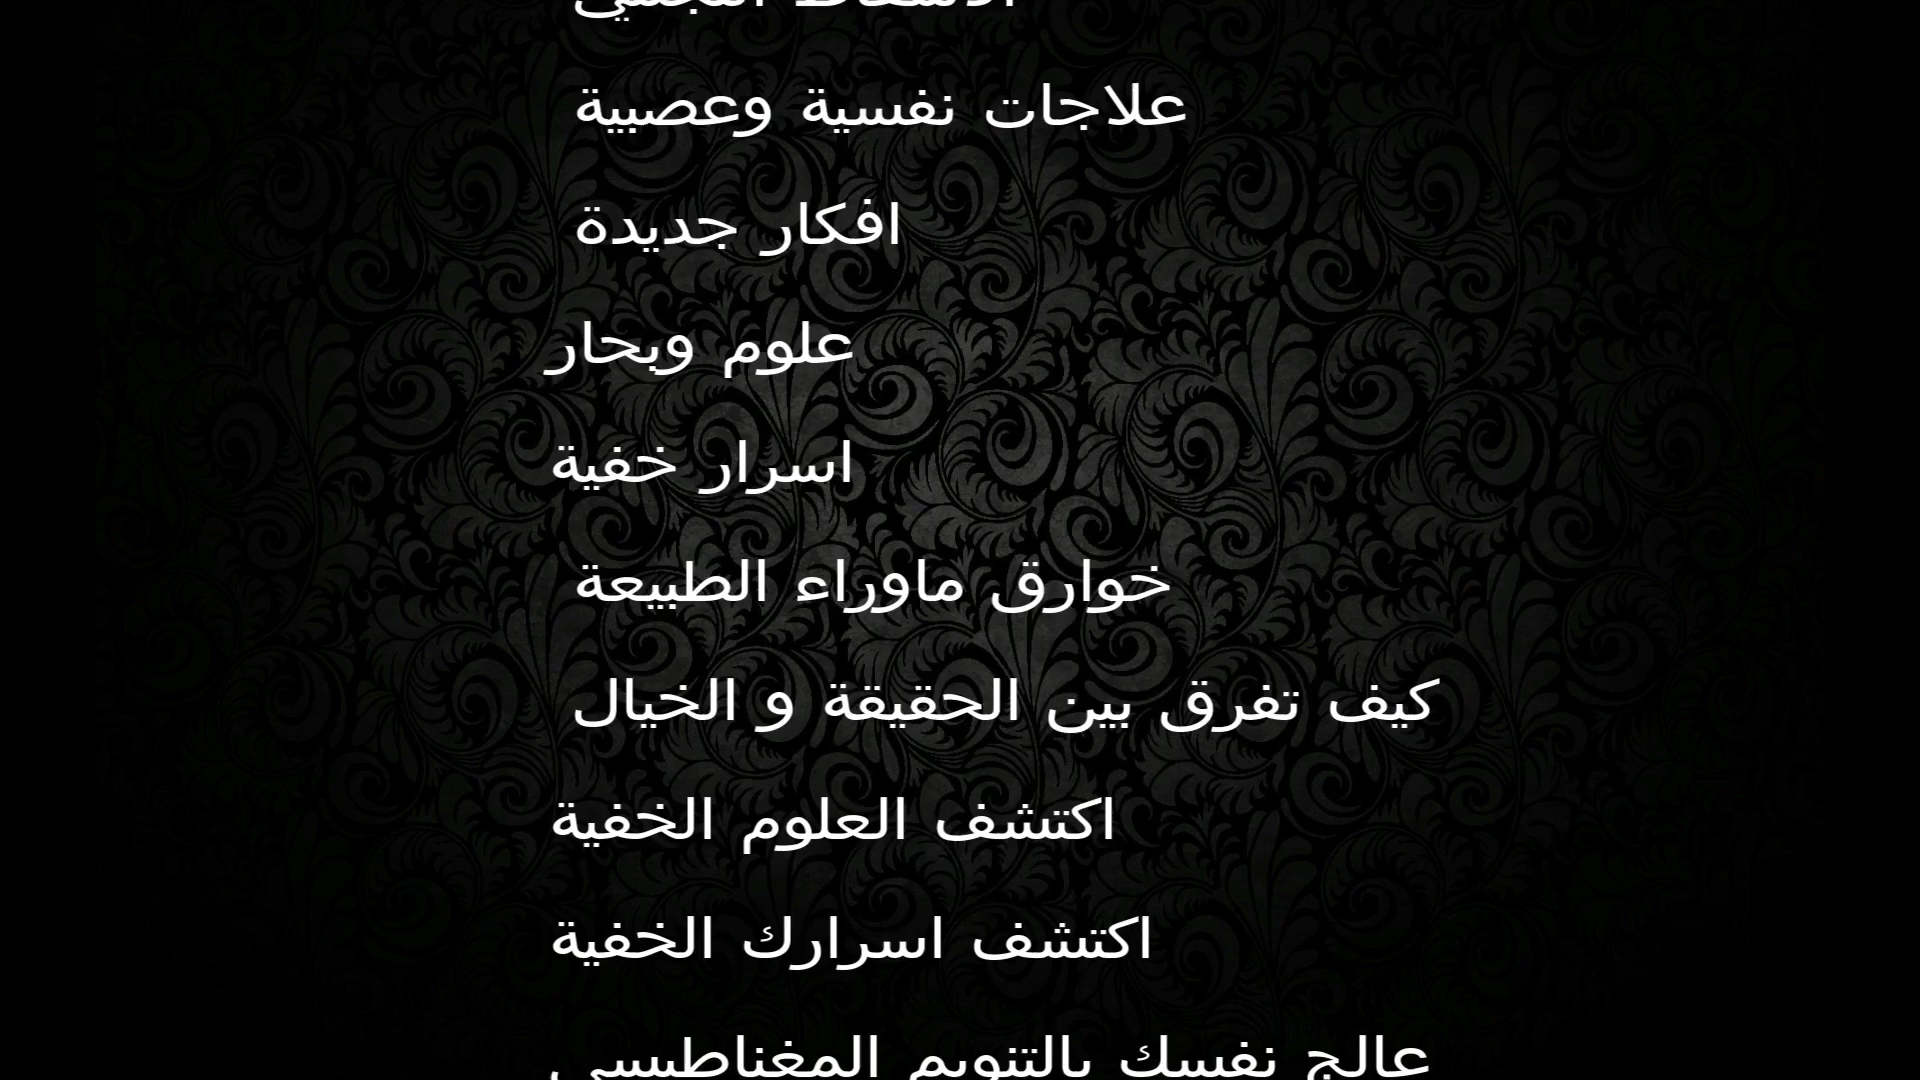 علاجات نفسية وعصبية
افكار جديدة
علوم وبحار
اسرار خفية
خوارق ماوراء الطبيعة
كيف تفرق بين الحقيقة و الخيال
اكتشف العلوم الخفية
اكتشف اسرارك الخفية
عالج نفسك بالتنويم المغناطيسي